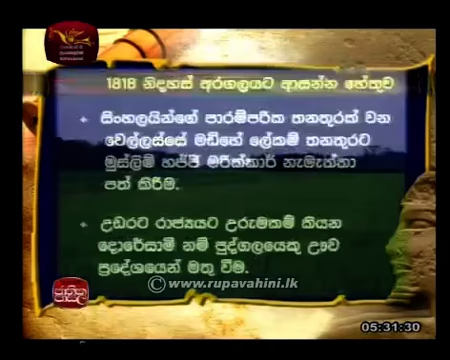 1818 නිදහස් අරගලයට ආසන්න හේතුව
+ සිංහලයින්ගේ පාරම්පරික තනතුරක් වන
වෙල්ලස්සේ මඩිහේ ලේකම් තනතුරට
මුස්ලිම් හජ්ජි මරික්කාර් නැමැත්තා
පත් කිරීම.
+ උඩරට රාජ්‍යයට උරුමකම් කියන
දොරේසාමි නම් පුද්ගලයෙකු ඌව
ප්‍රදේශයෙන් මතු වීම.
ජාතික
පාසල
© www.rupavahini.lk
05:31:30